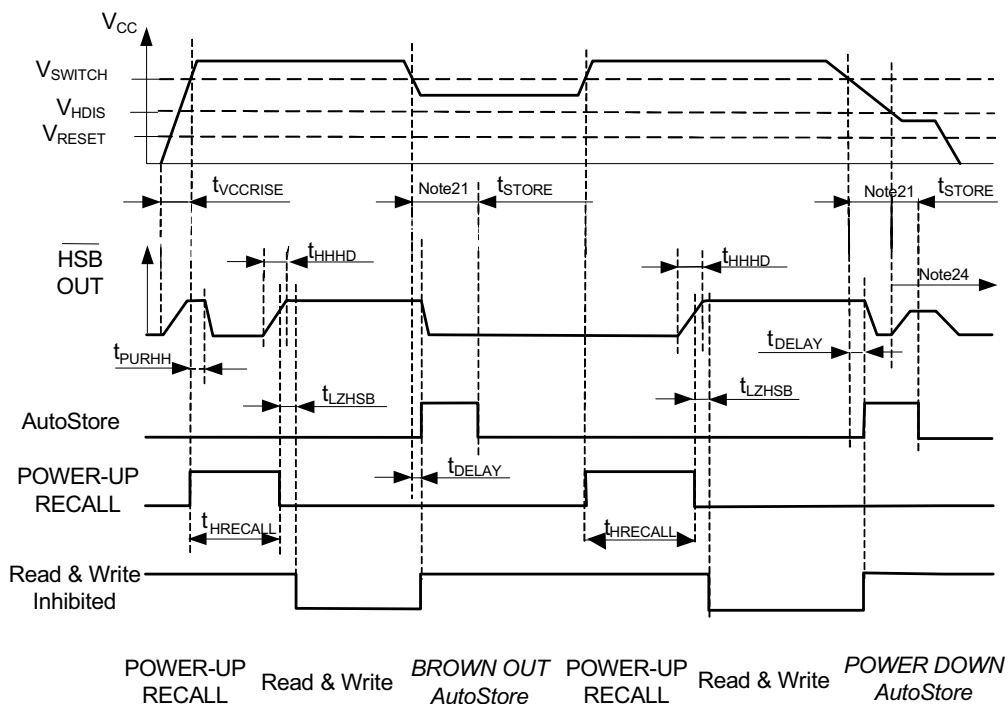 VCC
VSWITCH
VHDIS
VRESET
tVCCRISE
Note21
tSTORE
Note21
tSTORE
HSB
OUT
tHHHD
tHHHD
Note24
tPURHH
tDELAY
tLZHSB
tLZHSB
AutoStore
tDELAY
POWER-UP
RECALL
tHRECALL
tHRECALL
Read & Write
Inhibited
POWER-UP
RECALL
Read & Write
BROWN OUT
AutoStore
POWER-UP
RECALL
Read & Write
POWER DOWN
AutoStore